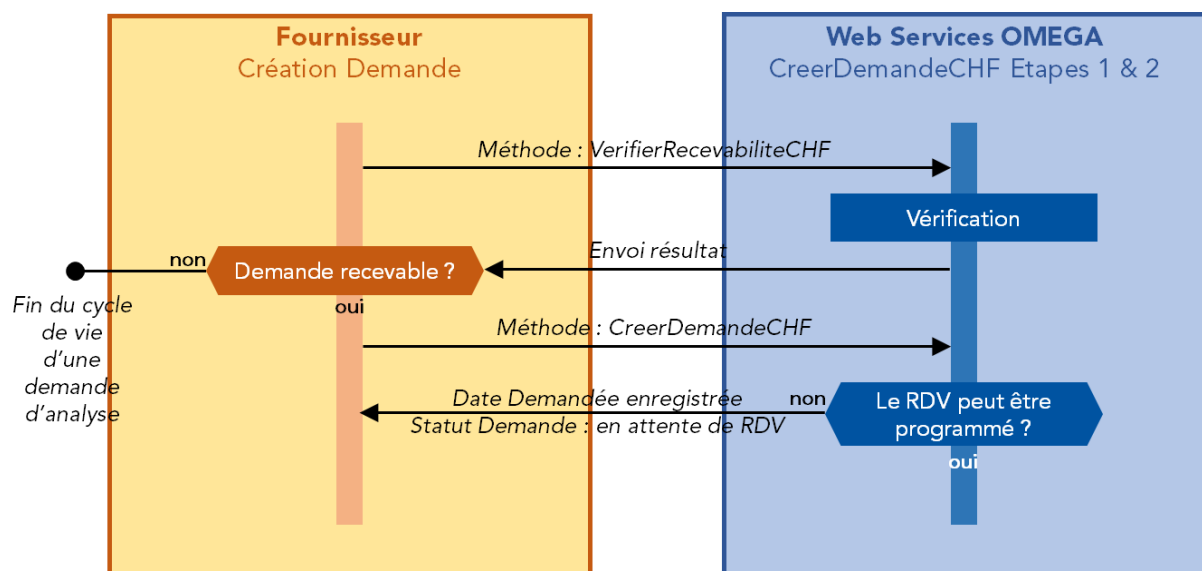 Fournisseur
Création Demande
Web Services OMEGA
CreerDemandeCHF Etapes 1 & 2
Méthode : VerifierRecevabiliteCHF
Vérification
Envoi résultat
non
Demande recevable ?
oui
Fin du cycle
de vie
d'une
demande
d'analyse
Méthode : CreerDemandeCHF
Date Demandée enregistrée
Statut Demande : en attente de RDV
non
Le RDV peut être
programmé ?
oui